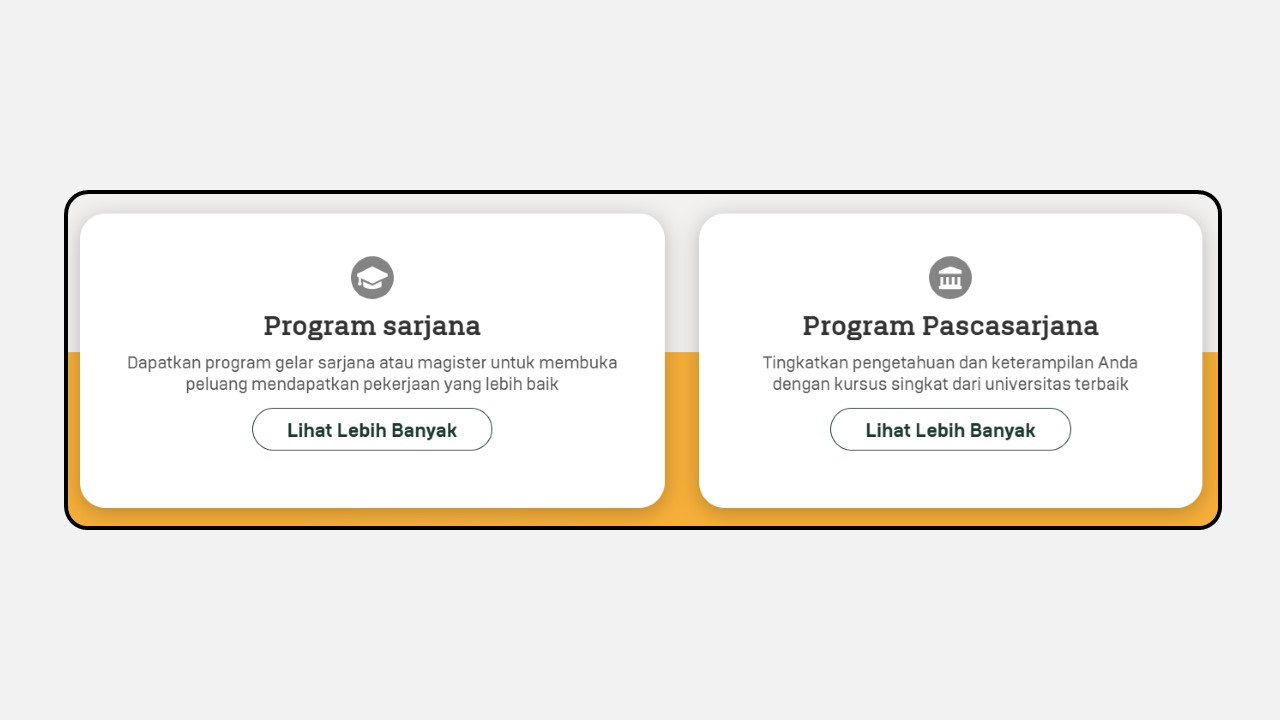 Program sarjana
Dapatkan program gelar sarjana atau magister untuk membuka
peluang mendapatkan pekerjaan yang lebih baik
Lihat Lebih Banyak
Program Pascasarjana
Tingkatkan pengetahuan dan keterampilan Anda
dengan kursus singkat dari universitas terbaik
Lihat Lebih Banyak